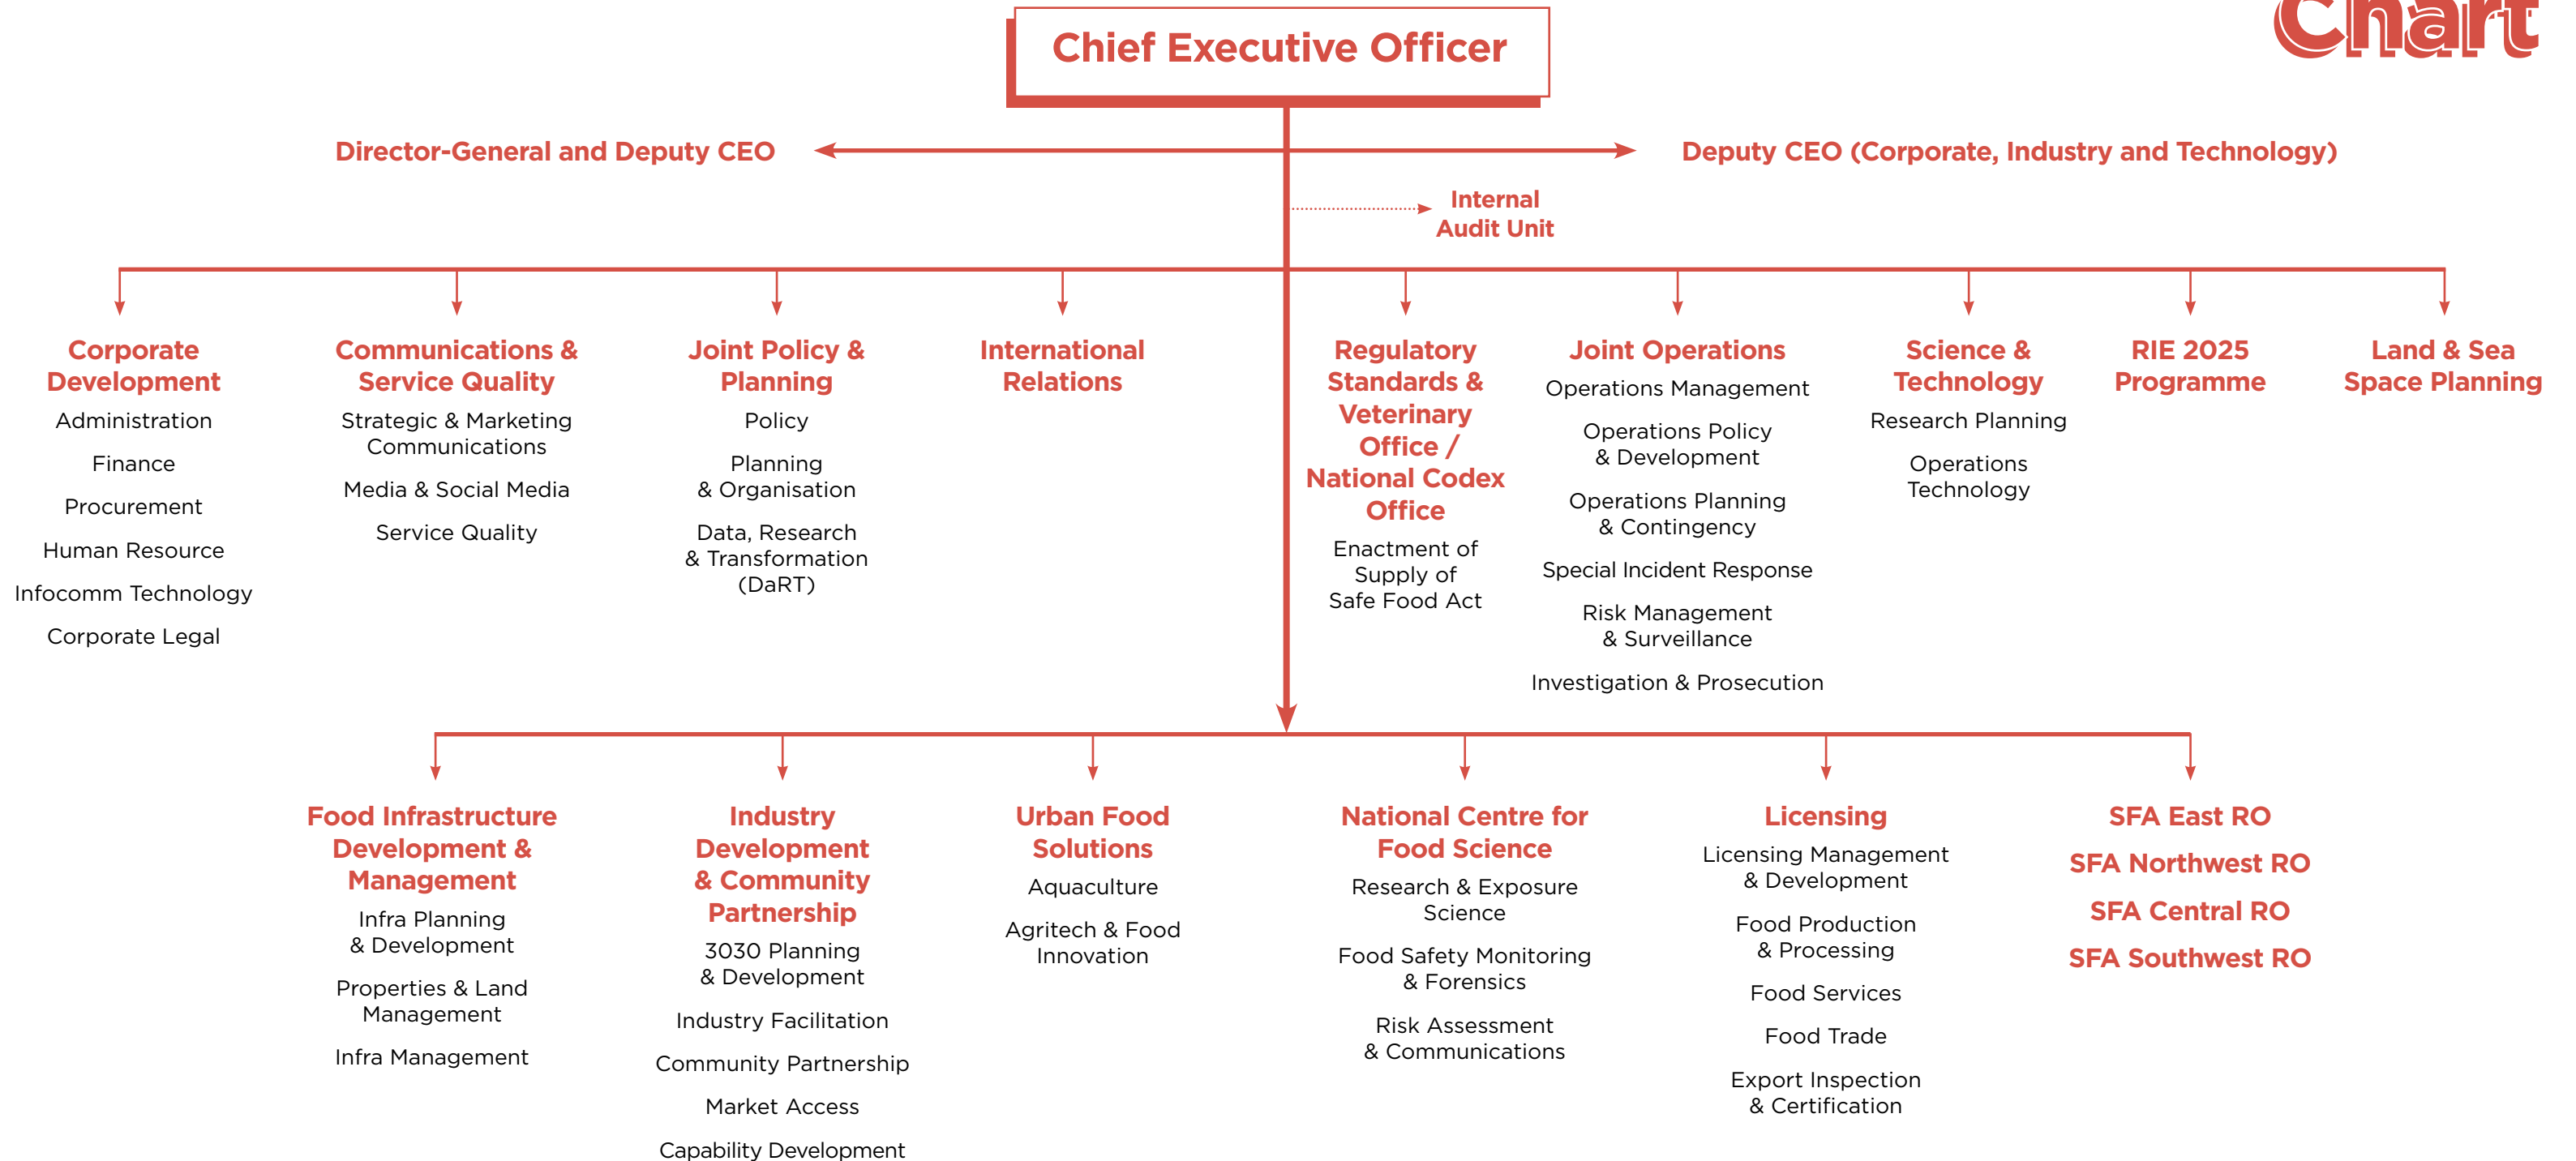 Chart
Chief Executive Officer
Director-General and Deputy CEO
Deputy CEO (Corporate, Industry and Technology)
Internal
Audit Unit
Corporate
Development
Administration
Finance
Procurement
Human Resource
Infocomm Technology
Corporate Legal
Communications &
Service Quality
Strategic & Marketing
Communications
Media & Social Media
Service Quality
Joint Policy &
Planning
Policy
Planning
& Organisation
Data, Research
& Transformation
(DaRT)
International
Relations
Regulatory
Standards &
Veterinary
Office /
National Codex
Office
Enactment of
Supply of
Safe Food Act
Joint Operations
Operations Management
Operations Policy
& Development
Operations Planning
& Contingency
Special Incident Response
Risk Management
& Surveillance
Investigation & Prosecution
Science &
Technology
Research Planning
Operations
Technology
RIE 2025
Programme
Land & Sea
Space Planning
Food Infrastructure
Development &
Management
Infra Planning
& Development
Properties & Land
Management
Infra Management
Industry
Development
& Community
Partnership
3030 Planning
& Development
Industry Facilitation
Community Partnership
Market Access
Capability Development
Urban Food
Solutions
Aquaculture
Agritech & Food
Innovation
National Centre for
Food Science
Research & Exposure
Science
Food Safety Monitoring
& Forensics
Risk Assessment
& Communications
Licensing
Licensing Management
& Development
Food Production
& Processing
Food Services
Food Trade
Export Inspection
& Certification
SFA East RO
SFA Northwest RO
SFA Central RO
SFA Southwest RO